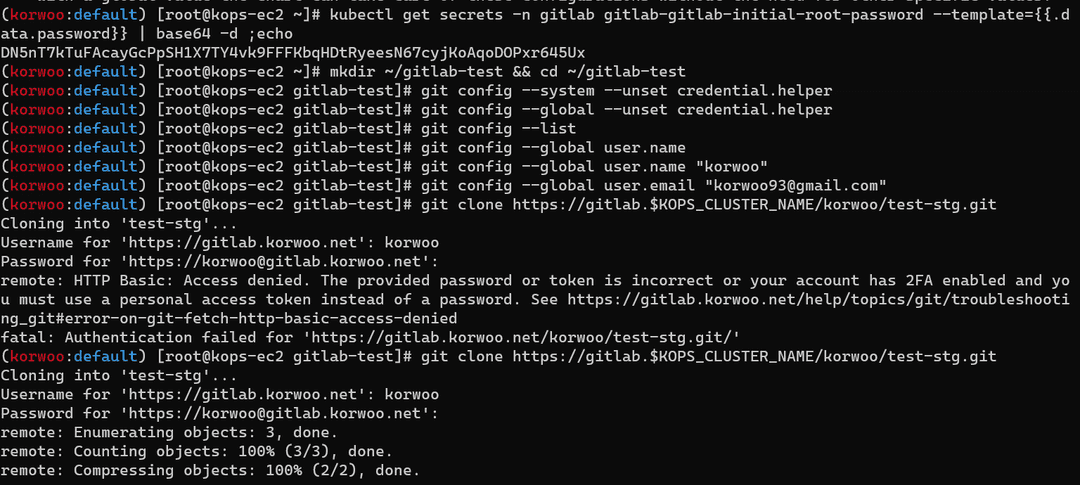 (korwoo:default) [root@kops-ec2 ~]# kubectl get secrets -n gitlab gitlab-gitlab-initial-root-password --template={{.d
ata.password}} | base64 -d ;echo
DN5nT7kTuFAcayGcPpSH1X7TY4vk9FFFKbqHDtRyeesN67cyjKoAqoDOPxr645Ux
(korwoo:default) [root@kops-ec2 ~]# mkdir ~/gitlab-test && cd ~/gitlab-test
(korwoo:default) [root@kops-ec2 gitlab-test]# git config --system --unset credential.helper
(korwoo:default) [root@kops-ec2 gitlab-test]# git config --global --unset credential.helper
(korwoo:default) [root@kops-ec2 gitlab-test]# git config --list
(korwoo:default) [root@kops-ec2 gitlab-test]# git config --global user.name
(korwoo:default) [root@kops-ec2 gitlab-test]# git config --global user.name "korwoo"
(korwoo:default) [root@kops-ec2 gitlab-test]# git config --global user.email "korwoo93@gmail.com"
(korwoo:default) [root@kops-ec2 gitlab-test]# git clone https://gitlab.$KOPS_CLUSTER_NAME/korwoo/test-stg.git
Cloning into 'test-stg'...
Username for 'https://gitlab.korwoo.net': korwoo
Password for 'https://korwoo@gitlab.korwoo.net':
remote: HTTP Basic: Access denied. The provided password or token is incorrect or your account has 2FA enabled and yo
u must use a personal access token instead of a password. See https://gitlab.korwoo.net/help/topics/git/troubleshooti
ng_git#error-on-git-fetch-http-basic-access-denied
fatal: Authentication failed for 'https://gitlab.korwoo.net/korwoo/test-stg.git/'
(korwoo:default) [root@kops-ec2 gitlab-test]# git clone https://gitlab.$KOPS_CLUSTER_NAME/korwoo/test-stg.git
Cloning into 'test-stg'...
Username for 'https://gitlab.korwoo.net': korwoo
Password for 'https://korwoo@gitlab.korwoo.net':
remote: Enumerating objects: 3, done.
remote: Counting objects: 100% (3/3), done.
remote: Compressing objects: 100% (2/2), done.